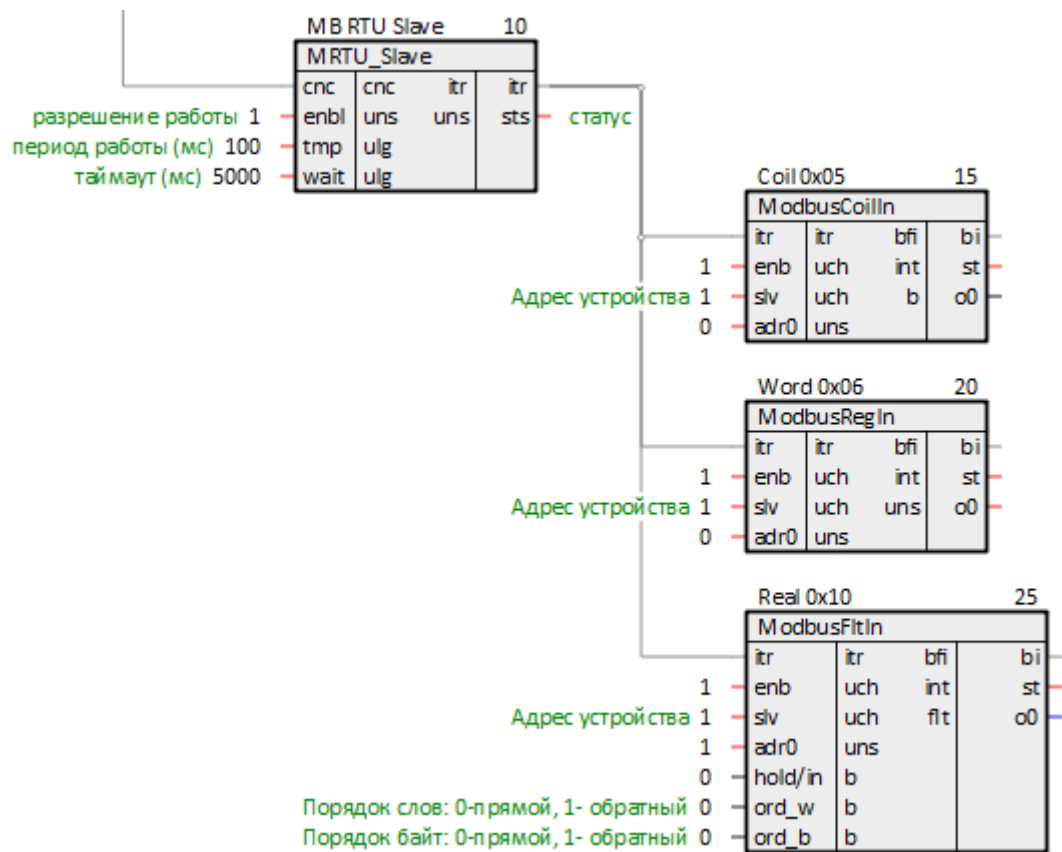 MB RTU Slave 10
MRTU_Slave
cnc cnc itr itr
разрешение работы 1 enbl uns uns sts статус
период работы (мс) 100 tmp ulg
таймаут (мс) 5000 wait ulg
Coil 0x05 15
ModbusCoilIn
itr itr bfi bi
1 enb uch int st
Адрес устройства 1 slv uch b o0
0 adr0 uns
Word 0x06 20
ModbusRegIn
itr itr bfi bi
1 enb uch int st
Адрес устройства 1 slv uch uns o0
0 adr0 uns
Real 0x10 25
ModbusFltIn
itr itr bfi bi
1 enb uch int st
Адрес устройства 1 slv uch flt o0
1 adr0 uns
0 hold/in b
Порядок слов: 0-прямой, 1- обратный 0 ord_w b
Порядок байт: 0-прямой, 1- обратный 0 ord_b b